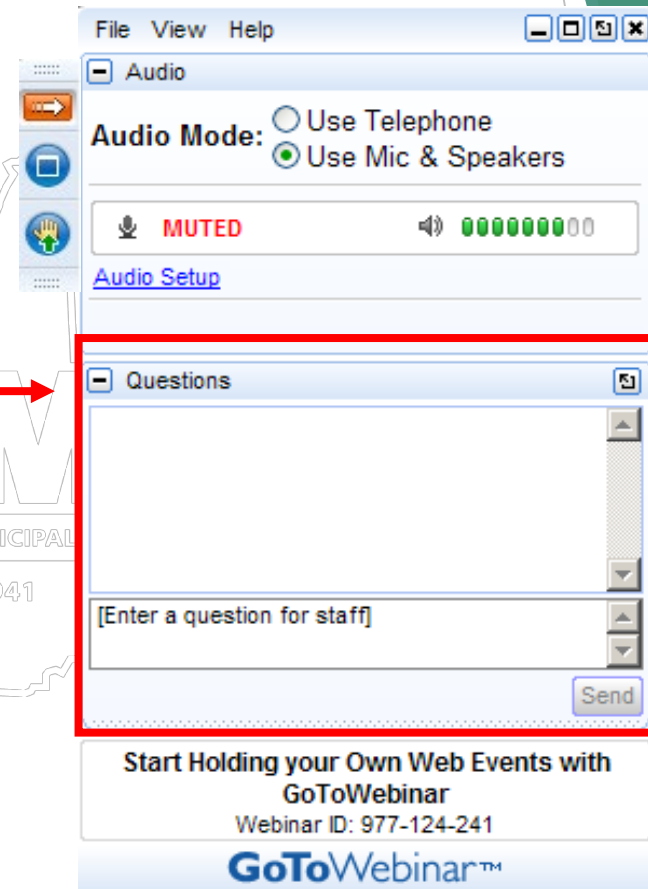 File View Help
Audio
Audio Mode:
Use Telephone
Use Mic & Speakers
MUTED
Audio Setup
Questions
[Enter a question for staff]
Send
Start Holding your Own Web Events with
GoToWebinar
Webinar ID: 977-124-241
GoToWebinar™